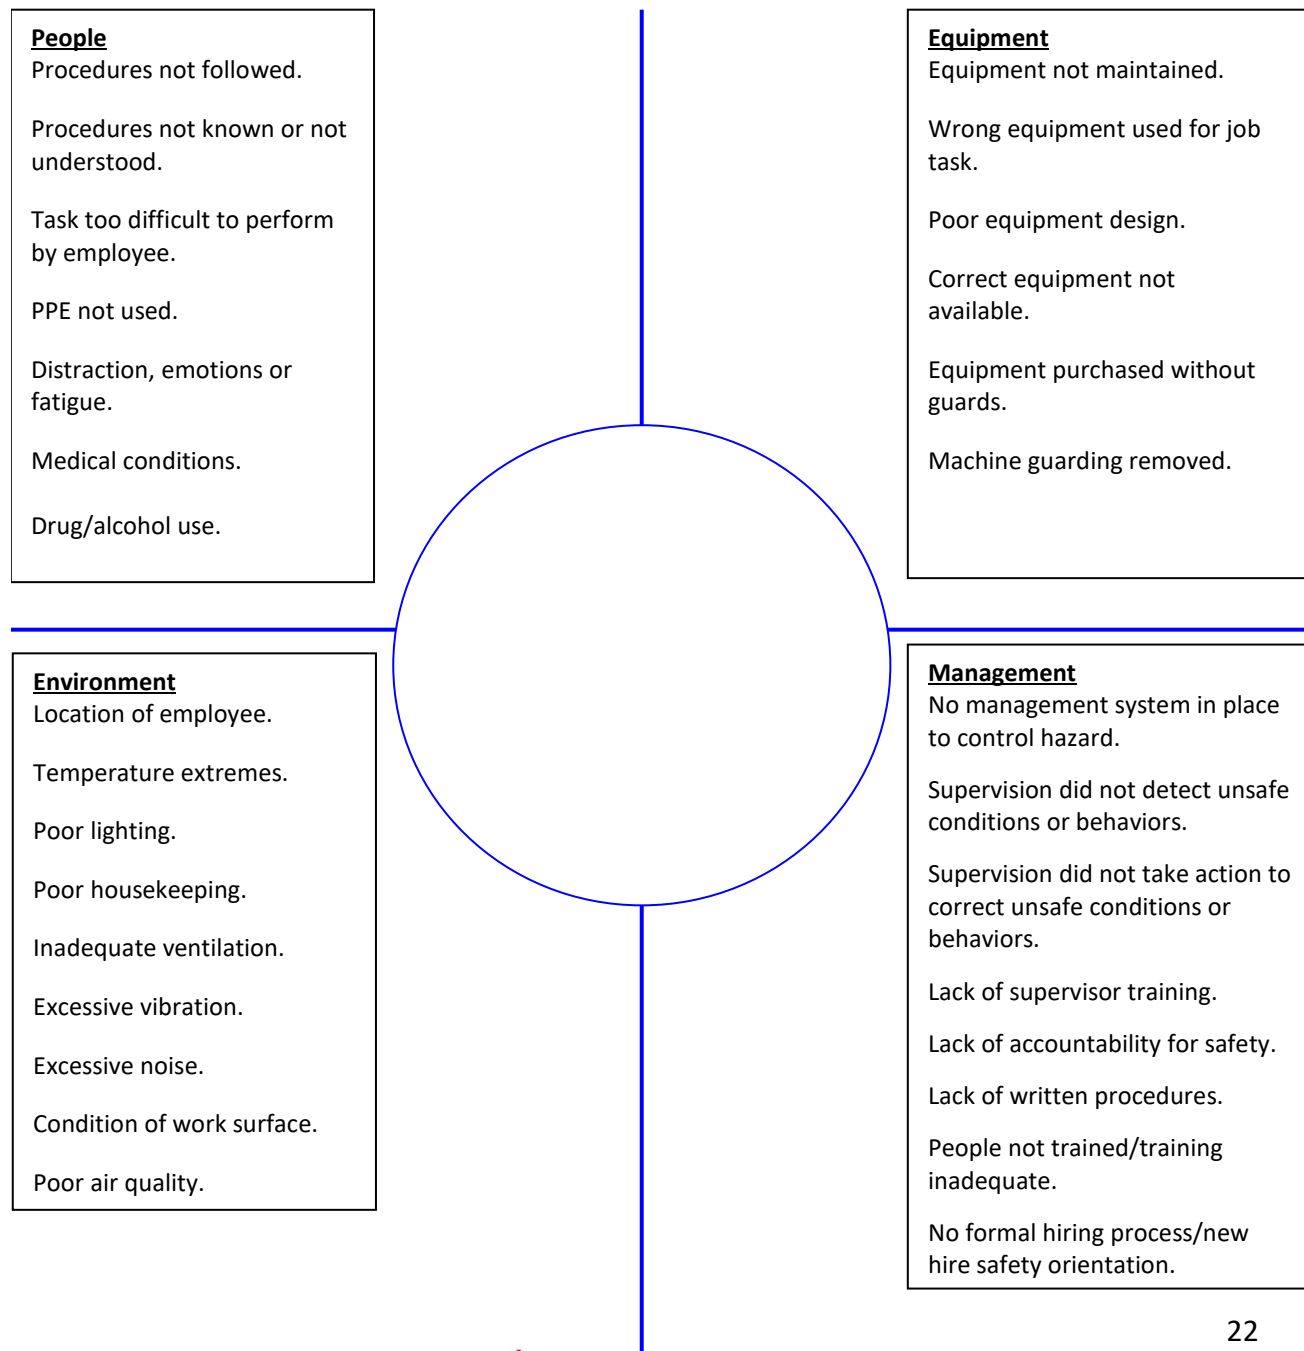 People
Procedures not followed.
Procedures not known or not
understood.
Task too difficult to perform
by employee.
PPE not used.
Distraction, emotions or
fatigue.
Medical conditions.
Drug/alcohol use.
Equipment
Equipment not maintained.
Wrong equipment used for job
task.
Poor equipment design.
Correct equipment not
available.
Equipment purchased without
guards.
Machine guarding removed.
Environment
Location of employee.
Temperature extremes.
Poor lighting.
Poor housekeeping.
Inadequate ventilation.
Excessive vibration.
Excessive noise.
Condition of work surface.
Poor air quality.
Management
No management system in place
to control hazard.
Supervision did not detect unsafe
conditions or behaviors.
Supervision did not take action to
correct unsafe conditions or
behaviors.
Lack of supervisor training.
Lack of accountability for safety.
Lack of written procedures.
People not trained/training
inadequate.
No formal hiring process/new
hire safety orientation.
22